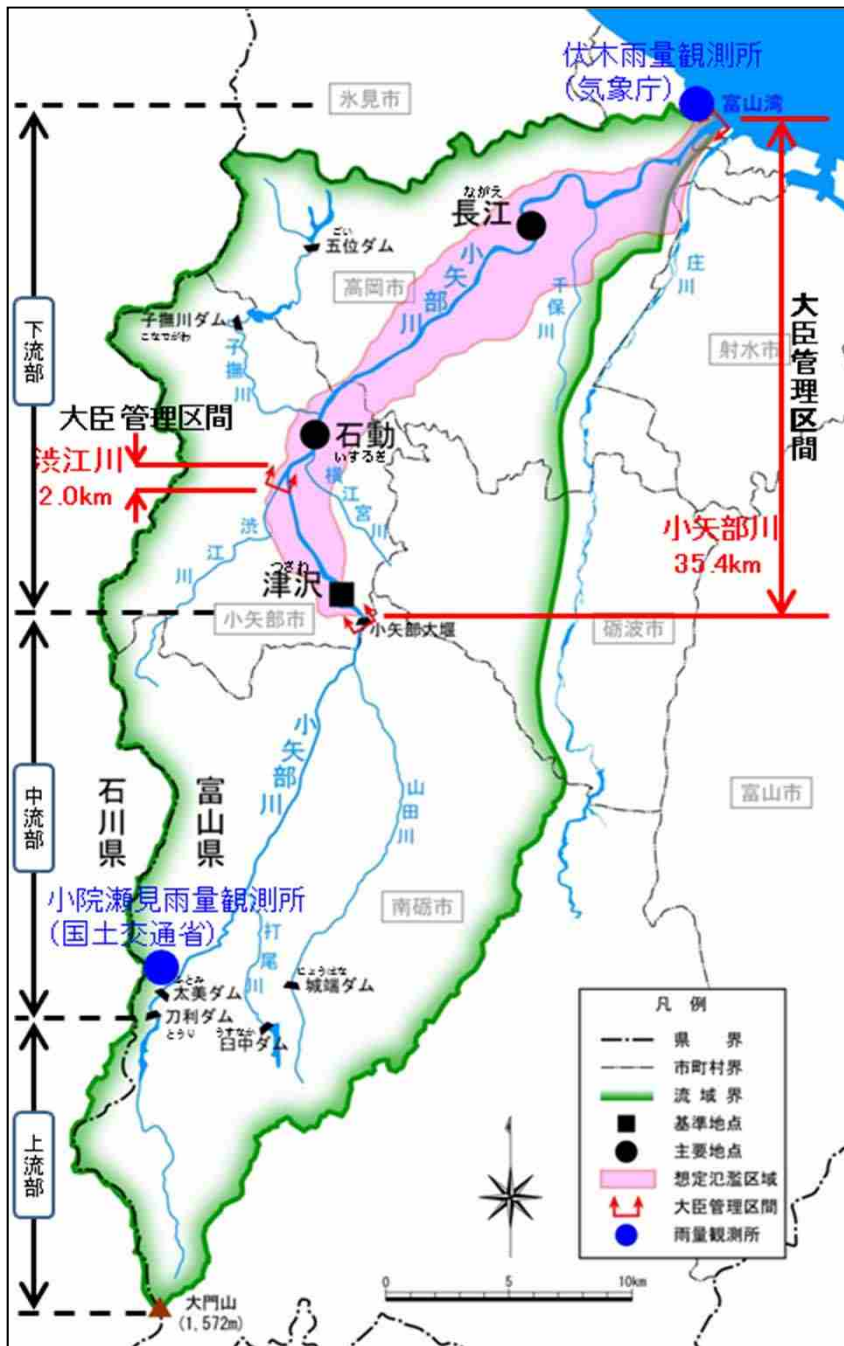 伏木雨量観測所
(気象庁)
富山湾
氷見市
ながえ
長江
ごい
五位ダム
小矢部川
高岡市
千保川
庄川
子撫川ダム
こなでがわ
子撫川
射水市
大臣管理区間
下流部
大臣管理区間
石動
いするぎ
渋江川
2.0km
横江宮川
渋江川
小矢部川
35.4km
つざわ
津沢
小矢部市
小矢部大堰
砺波市
小矢部川
山田川
中流部
石川県
富山県
富山市
小院瀬見雨量観測所
(国土交通省)
南砺市
打尾川
じょうはな
城端ダム
太美ダム
刀利ダム
とうり
うすなか
臼中ダム
上流部
凡 例
県 界
市町村界
流 域 界
基準地点
主要地点
想定氾濫区域
大臣管理区間
雨量観測所
0 5 10km
大門山
(1,572m)